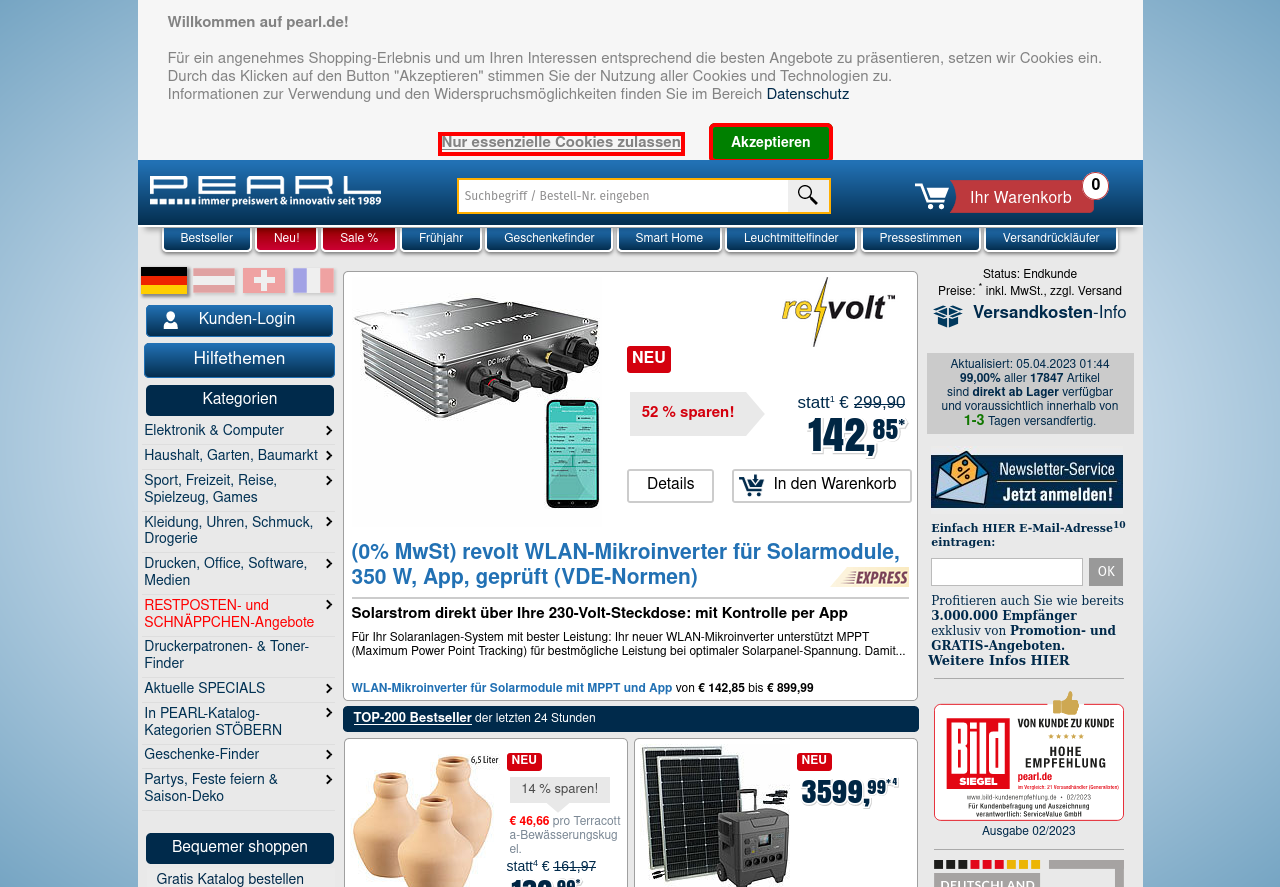 Willkommen auf pearl.de!
Für ein angenehmes Shopping-Erlebnis und um Ihren Interessen entsprechend die besten Angebote zu präsentieren, setzen wir Cookies ein.
Durch das Klicken auf den Button "Akzeptieren" stimmen Sie der Nutzung aller Cookies und Technologien zu.
Informationen zur Verwendung und den Widerspruchsmöglichkeiten finden Sie im Bereich Datenschutz
Nur essenzielle Cookies zulassen
Akzeptieren
PEARL
immer preiswert & innovativ seit 1989
Suchbegriff / Bestell-Nr. eingeben
Ihr Warenkorb
0
Bestseller
Neu!
Sale %
Frühjahr
Geschenkefinder
Smart Home
Leuchtmittelfinder
Pressestimmen
Versandrückläufer
Kunden-Login
Hilfethemen
Kategorien
Elektronik & Computer
Haushalt, Garten, Baumarkt
Sport, Freizeit, Reise,
Spielzeug, Games
Kleidung, Uhren, Schmuck,
Drogerie
Drucken, Office, Software,
Medien
RESTPOSTEN- und
SCHNÄPPCHEN-Angebote
Druckerpatronen- & Toner-
Finder
Aktuelle SPECIALS
In PEARL-Katalog-
Kategorien STÖBERN
Geschenke-Finder
Partys, Feste feiern &
Saison-Deko
Bequemer shoppen
Gratis Katalog bestellen
Micro Inverter
DC Input
revolt™
NEU
52 % sparen!
statt¹ € 299,90
142,85*
Details
In den Warenkorb
(0% MwSt) revolt WLAN-Mikroinverter für Solarmodule,
350 W, App, geprüft (VDE-Normen)
EXPRESS
Solarstrom direkt über Ihre 230-Volt-Steckdose: mit Kontrolle per App
Für Ihr Solaranlagen-System mit bester Leistung: Ihr neuer WLAN-Mikroinverter unterstützt MPPT
(Maximum Power Point Tracking) für bestmögliche Leistung bei optimaler Solarpanel-Spannung. Damit...
WLAN-Mikroinverter für Solarmodule mit MPPT und App von € 142,85 bis € 899,99
TOP-200 Bestseller der letzten 24 Stunden
6,5 Liter
NEU
14 % sparen!
€ 46,66 pro Terracott
a-Bewässerungskug
el.
statt⁴ € 161,97
NEU
3599,99*⁴
Status: Endkunde
Preise: * inkl. MwSt., zzgl. Versand
Versandkosten-Info
Aktualisiert: 05.04.2023 01:44
99,00% aller 17847 Artikel
sind direkt ab Lager verfügbar
und voraussichtlich innerhalb von
1-3 Tagen versandfertig.
Newsletter-Service
Jetzt anmelden!
Einfach HIER E-Mail-Adresse¹⁰
eintragen:
OK
Profitieren auch Sie wie bereits
3.000.000 Empfänger
exklusiv von Promotion- und
GRATIS-Angeboten.
Weitere Infos HIER
VON KUNDE ZU KUNDE
Bild
SIEGEL
HOHE
EMPFEHLUNG
pearl.de
im Vergleich: 21 Versandhändler (Generalisten)
www.bild-kundenempfehlung.de • 02/2023
Für Kundenbefragung und Auszeichnung
verantwortlich: ServiceValue GmbH
Ausgabe 02/2023
DEUTSCHLAND